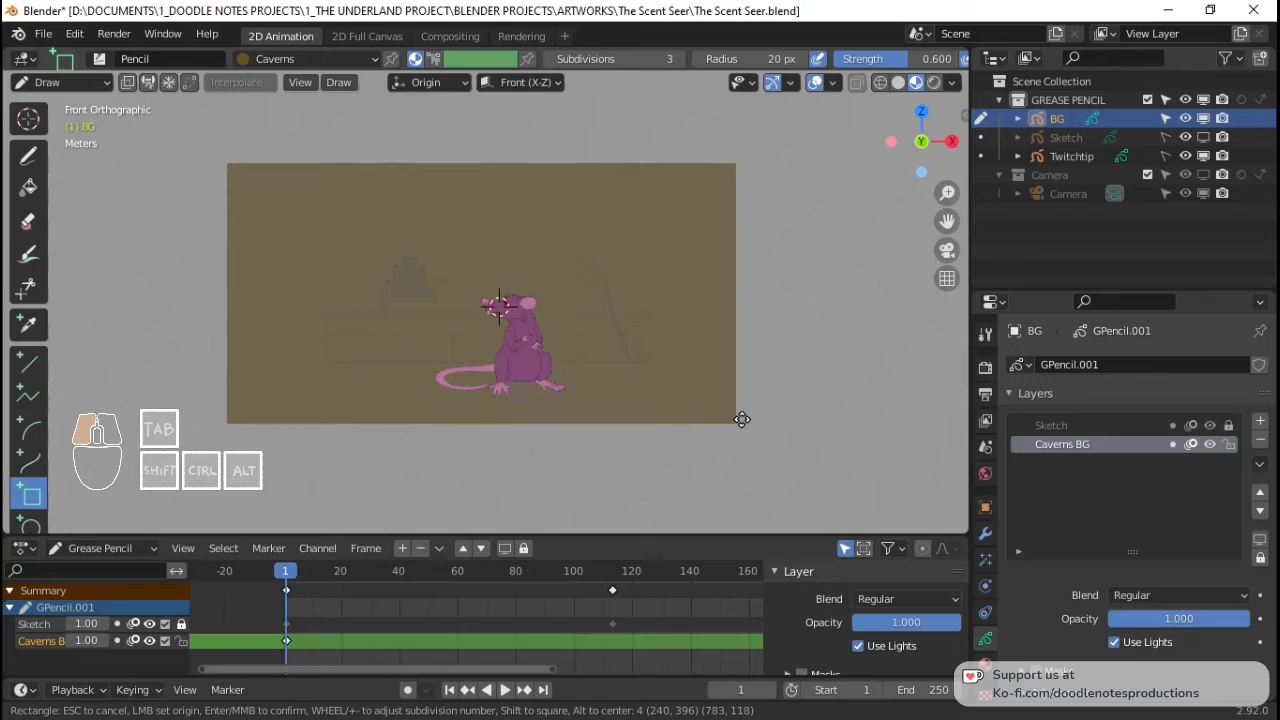 Blender* [D:\DOCUMENTS\1_DOODLE NOTES PROJECTS\1_THE UNDERLAND PROJECT\BLENDER PROJECTS\ARTWORKS\The Scent Seer\The Scent Seer.blend]
File Edit Render Window Help 2D Animation 2D Full Canvas Compositing Rendering Scene View Layer
Pencil Caverns Subdivisions 3 Radius 20 px Strength 0.600
Draw Interpolate View Draw Origin Front (X-Z)
Scene Collection
GREASE PENCIL
BG
Sketch
Twitchtip
Camera
Camera
Front Orthographic
(1) BG
Meters
Z
Y
X
TAB
SHIFT CTRL ALT
BG GPencil.001
GPencil.001
Layers
Sketch
Caverns BG
Blend Regular
Opacity 1.000
Use Lights
Masks
Grease Pencil View Select Marker Channel Frame
-20 1 20 40 60 80 100 120 140 160
Summary
GPencil.001
Sketch 1.00
Caverns B 1.00
Layer
Blend Regular
Opacity 1.000
Use Lights
Masks
Playback Keying View Marker 1 Start 1 End 250
Support us at
Ko-fi.com/doodlenotesproductions
Rectangle: ESC to cancel, LMB set origin, Enter/MMB to confirm, WHEEL/+- to adjust subdivision number, Shift to square, Alt to center: 4 (240, 396) (783, 118) 2.92.0